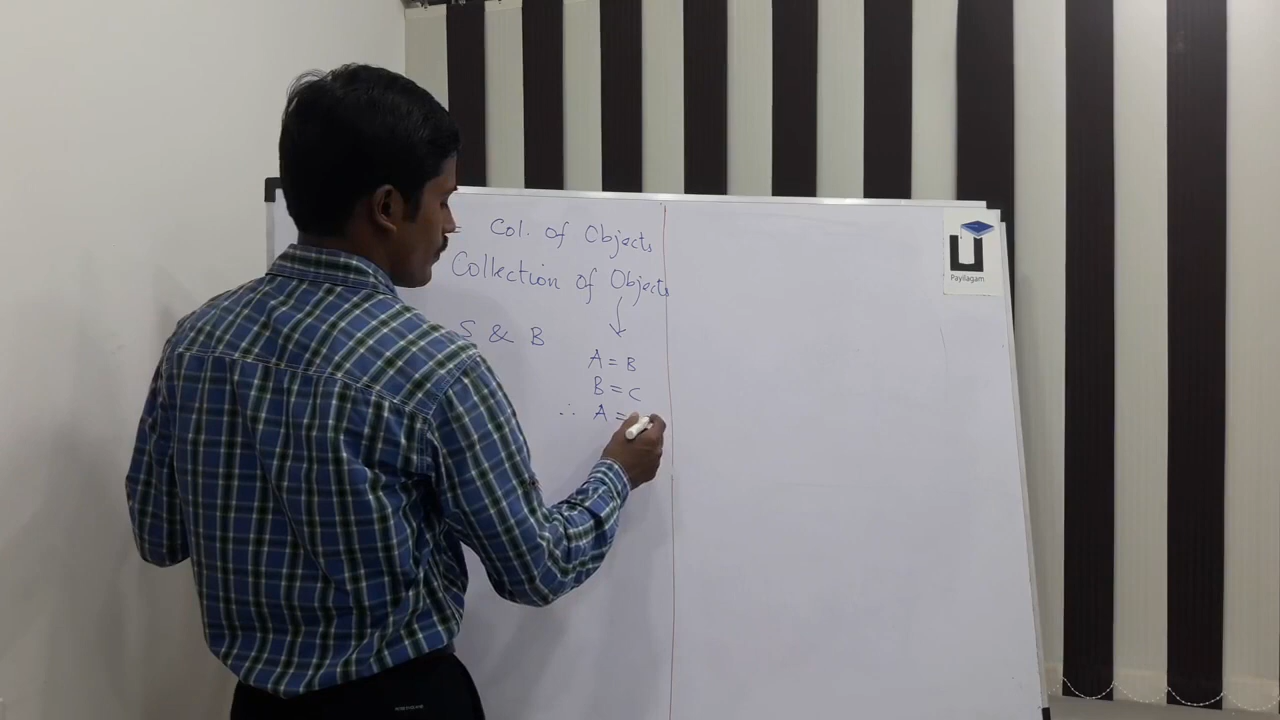 Col. of Objects
Collection of Objects
S & B
A = B
B = C
∴ A =
Payilagam